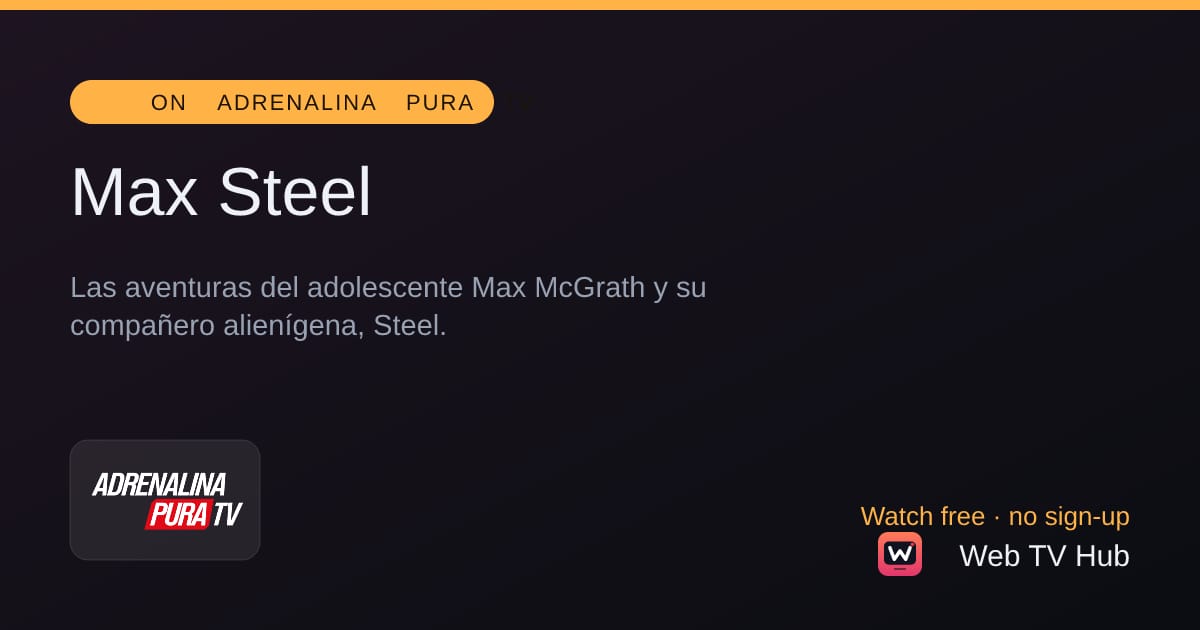 ON ADRENALINA PURA
Max Steel
Las aventuras del adolescente Max McGrath y su
compañero alienígena, Steel.
ADRENALINA
PURA TV
Watch free · no sign-up
W
Web TV Hub